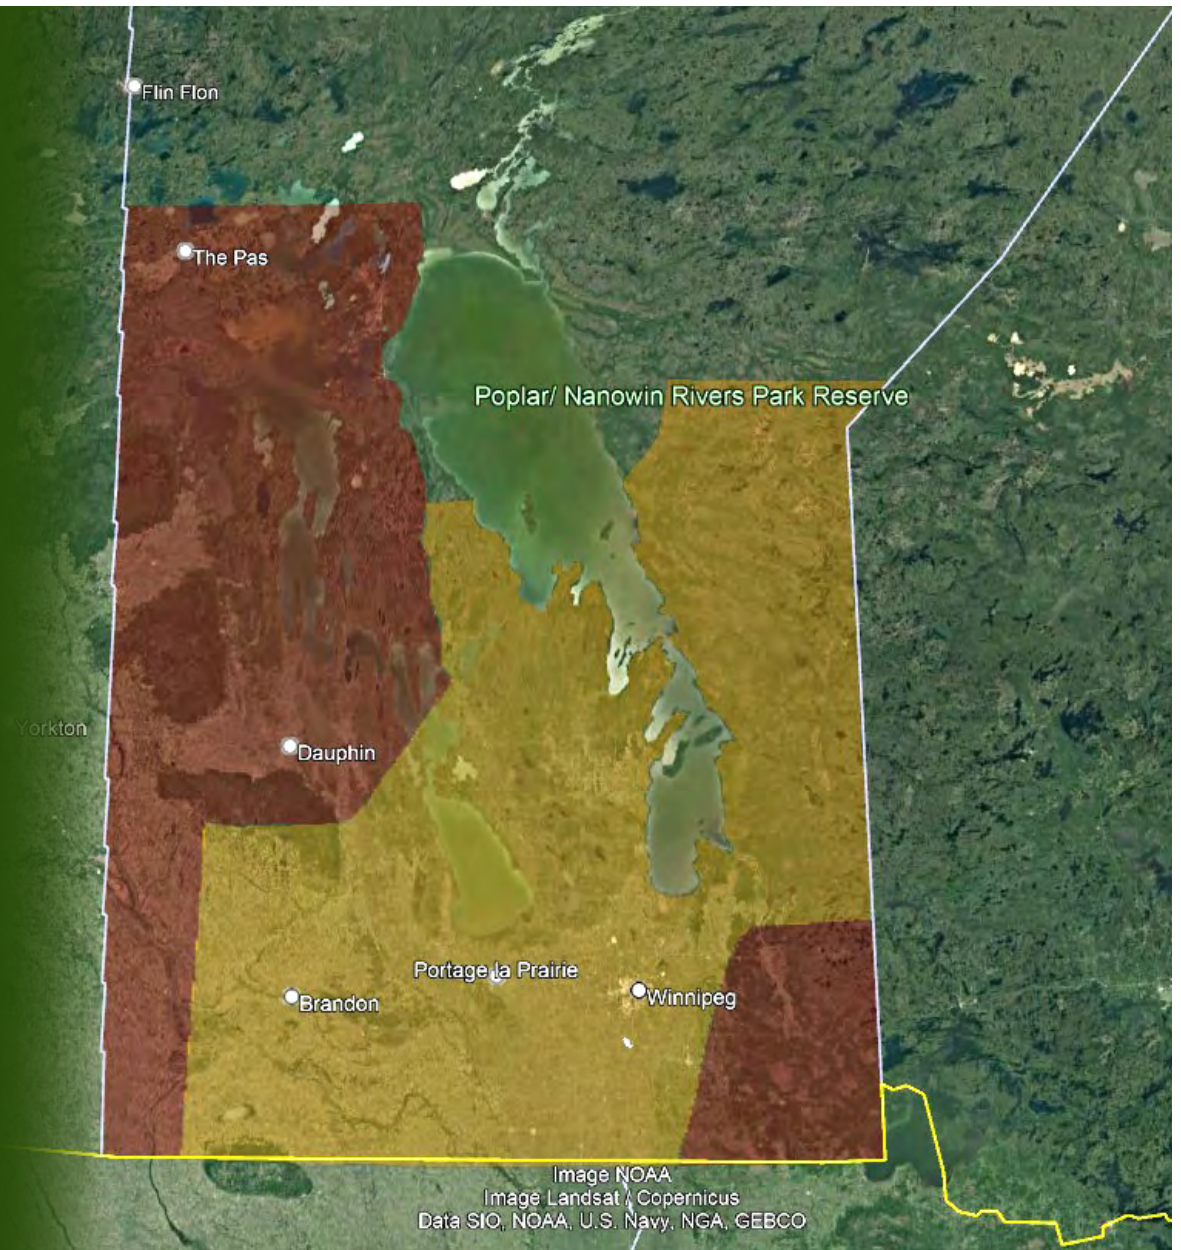 Flin Flon
The Pas
Poplar/ Nanowin Rivers Park Reserve
Yorkton
Dauphin
Portage la Prairie
Brandon
Winnipeg
Image NOAA
Image Landsat / Copernicus
Data SIO, NOAA, U.S. Navy, NGA, GEBCO